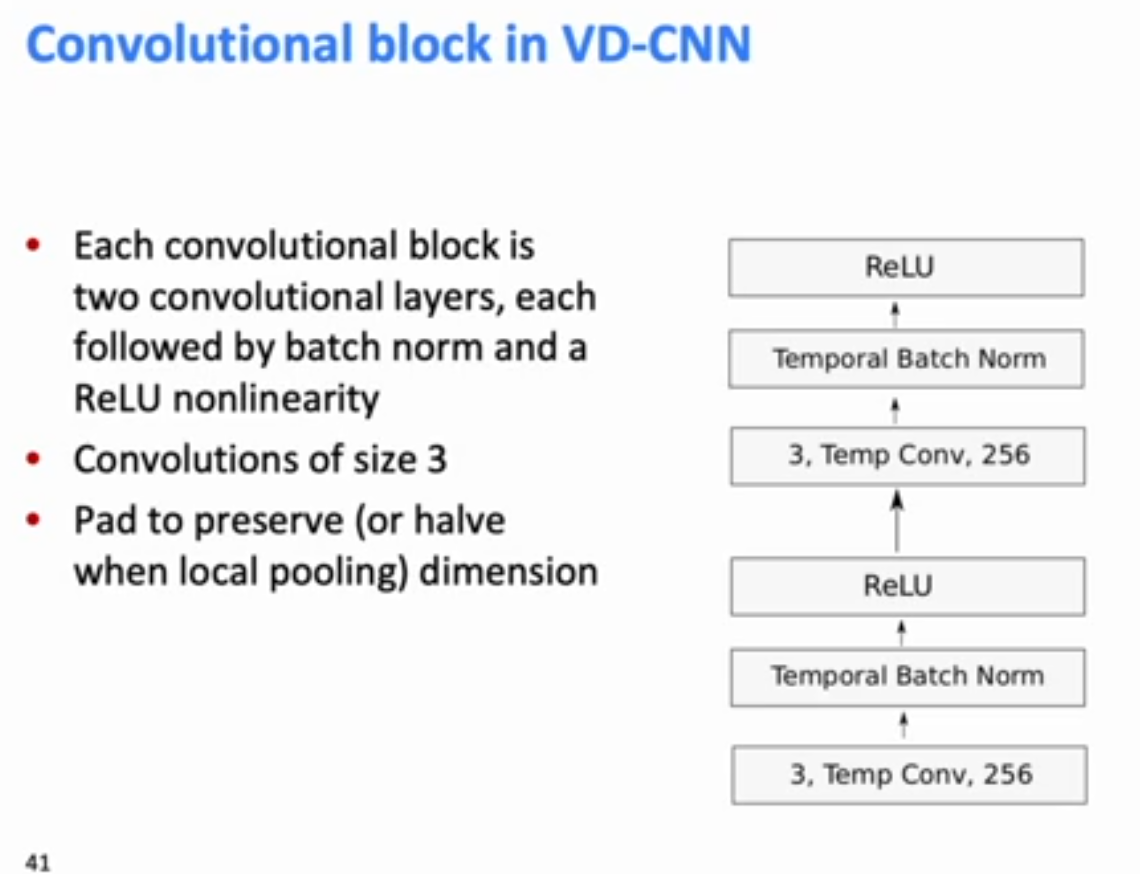 Convolutional block in VD-CNN
• Each convolutional block is
two convolutional layers, each
followed by batch norm and a
ReLU nonlinearity
• Convolutions of size 3
• Pad to preserve (or halve
when local pooling) dimension
ReLU
Temporal Batch Norm
3, Temp Conv, 256
ReLU
Temporal Batch Norm
3, Temp Conv, 256
41